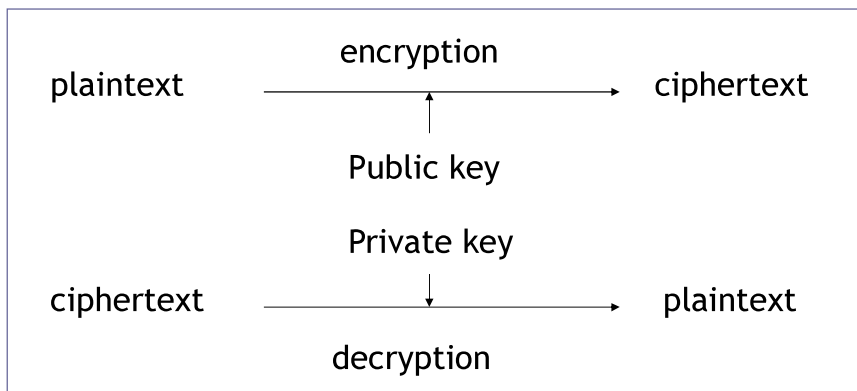 encryption
plaintext
ciphertext
Public key
Private key
ciphertext
plaintext
decryption